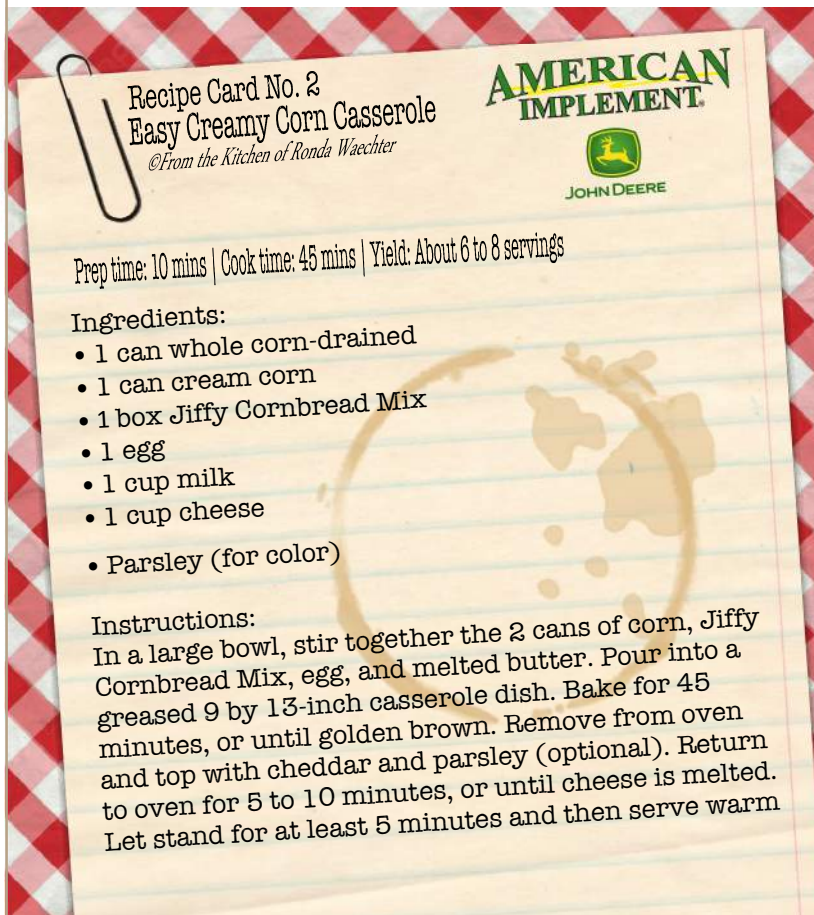 Recipe Card No. 2
Easy Creamy Corn Casserole
©From the Kitchen of Ronda Waechter
AMERICAN
IMPLEMENT®
JOHN DEERE
Prep time: 10 mins | Cook time: 45 mins | Yield: About 6 to 8 servings
Ingredients:
• 1 can whole corn-drained
• 1 can cream corn
• 1 box Jiffy Cornbread Mix
• 1 egg
• 1 cup milk
• 1 cup cheese
• Parsley (for color)
Instructions:
In a large bowl, stir together the 2 cans of corn, Jiffy
Cornbread Mix, egg, and melted butter. Pour into a
greased 9 by 13-inch casserole dish. Bake for 45
minutes, or until golden brown. Remove from oven
and top with cheddar and parsley (optional). Return
to oven for 5 to 10 minutes, or until cheese is melted.
Let stand for at least 5 minutes and then serve warm